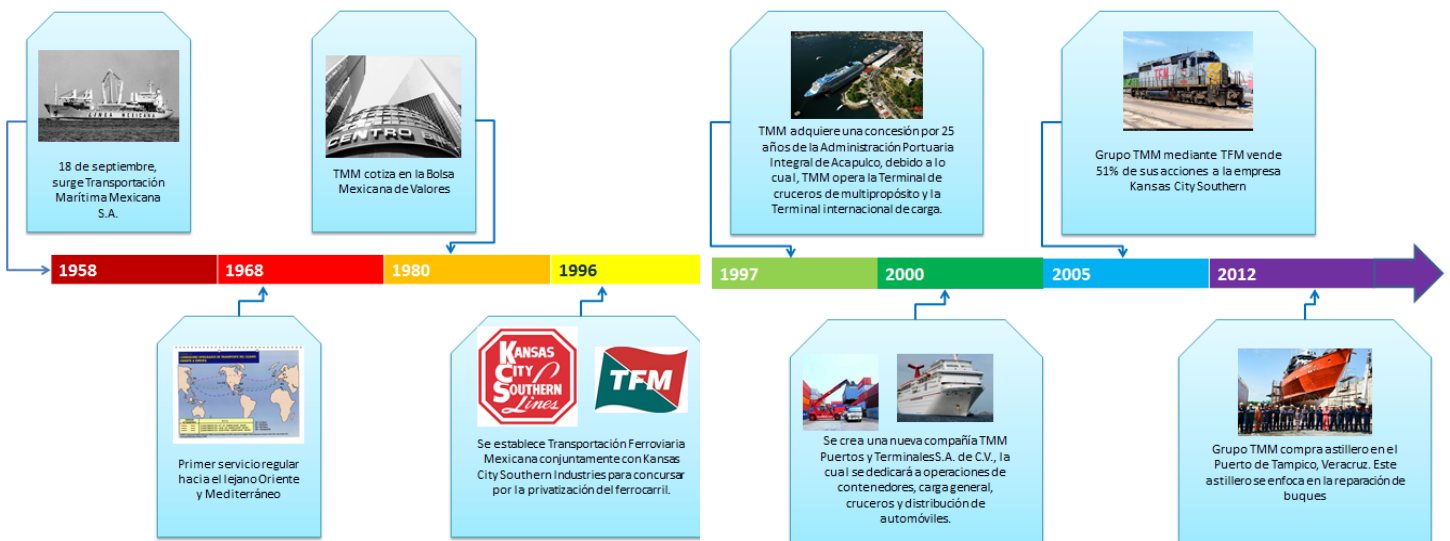 LINEA MEXICANA
18 de septiembre,
surge Transportación
Marítima Mexicana
S.A.
CENTRO
TMM cotiza en la Bolsa
Mexicana de Valores
TMM adquiere una concesión por 25
años de la Administración Portuaria
Integral de Acapulco, debido a lo
cual, TMM opera la Terminal de
cruceros de multipropósito y la
Terminal internacional de carga.
TFM
Grupo TMM mediante TFM vende
51% de sus acciones a la empresa
Kansas City Southern
1958
1968
1980
1996
1997
2000
2005
2012
Primer servicio regular
hacia el lejano Oriente
y Mediterráneo
KANSAS
CITY
SOUTHERN
Lines
TFM
Se establece Transportación Ferroviaria
Mexicana conjuntamente con Kansas
City Southern Industries para concursar
por la privatización del ferrocarril.
Se crea una nueva compañía TMM
Puertos y Terminales S.A. de C.V., la
cual se dedicará a operaciones de
contenedores, carga general,
cruceros y distribución de
automóviles.
Grupo TMM compra astillero en el
Puerto de Tampico, Veracruz. Este
astillero se enfoca en la reparación de
buques